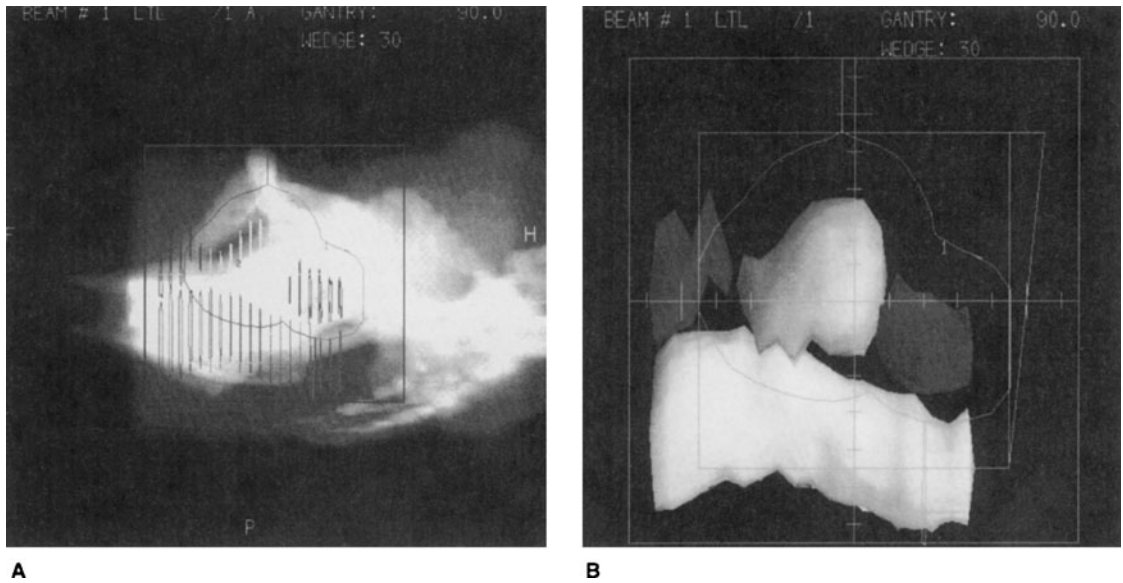 BEAM # 1 LTL /1 A GANTRY: 90.0
WEDGE: 30
F H
1
P
A
BEAM # 1 LTL /1 GANTRY: 90.0
WEDGE: 30
1
B